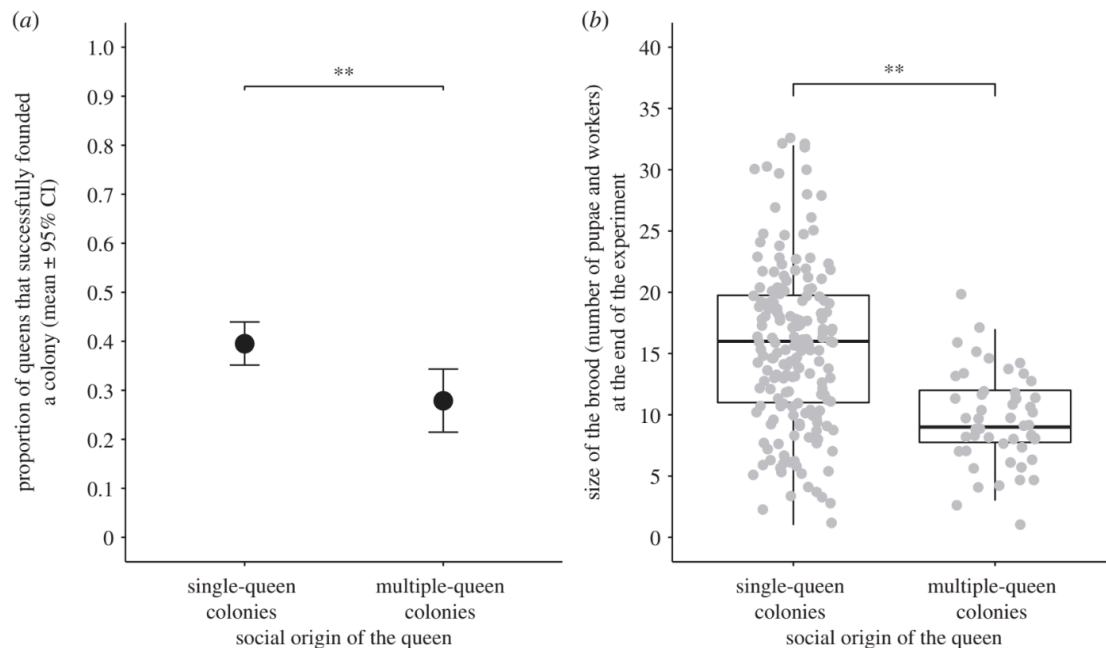 (a)
proportion of queens that successfully founded
a colony (mean ± 95% CI)
1.0
0.9
0.8
0.7
0.6
0.5
0.4
0.3
0.2
0.1
0
**
single-queen
colonies
multiple-queen
colonies
social origin of the queen
(b)
size of the brood (number of pupae and workers)
at the end of the experiment
40
35
30
25
20
15
10
5
0
**
single-queen
colonies
multiple-queen
colonies
social origin of the queen